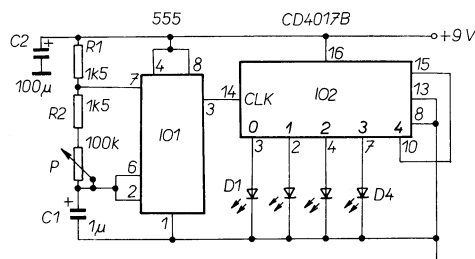 555
CD4017B
C2
+
R1
+9 V
4
8
16
15
1k5
7
14
13
100µ
R2
1k5
IO1
3
CLK
IO2
8
0
1
2
3
4
100k
3
2
4
7
10
P
6
2
D1
D4
C1
+
1µ
1